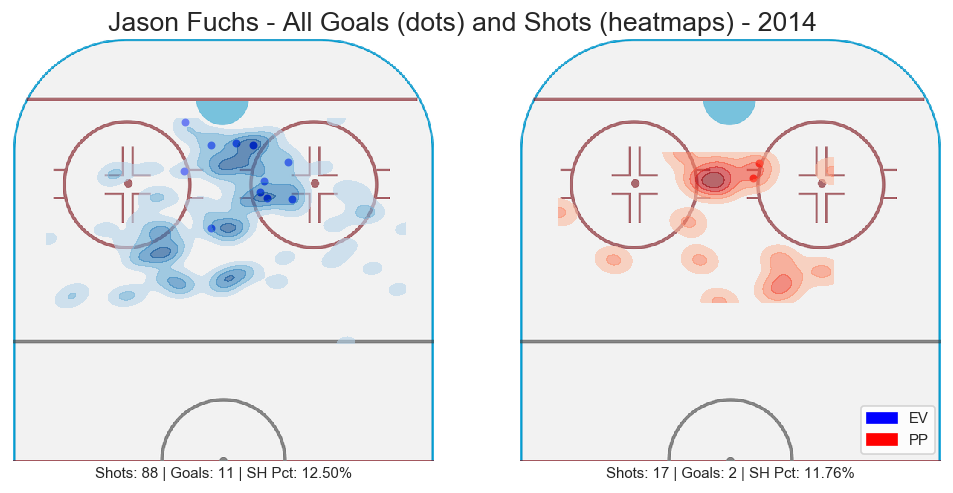 Jason Fuchs - All Goals (dots) and Shots (heatmaps) - 2014
EV
PP
Shots: 88 | Goals: 11 | SH Pct: 12.50%
Shots: 17 | Goals: 2 | SH Pct: 11.76%